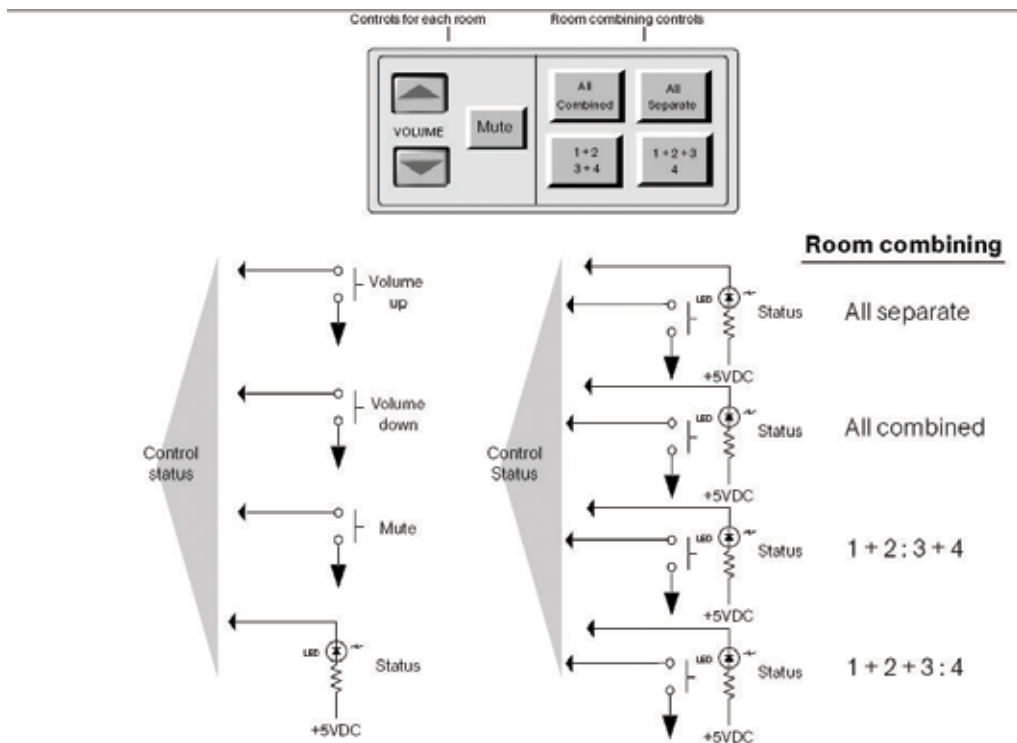 Controls for each room
Room combining controls
VOLUME
Mute
All
Combined
All
Separate
1+2
3+4
1+2+3
4
Room combining
Control
status
Volume
up
Volume
down
Mute
LED
Status
+5VDC
Control
Status
LED
Status
All separate
+5VDC
LED
Status
All combined
+5VDC
LED
Status
1 + 2 : 3 + 4
+5VDC
LED
Status
1 + 2 + 3 : 4
+5VDC